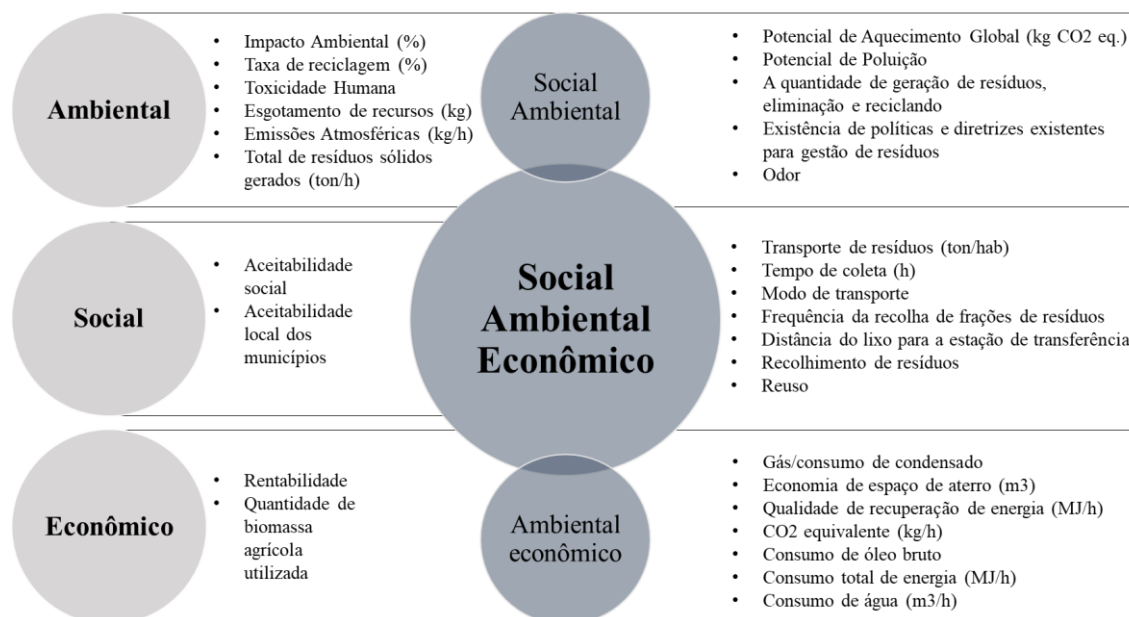 Ambiental
• Impacto Ambiental (%)
• Taxa de reciclagem (%)
• Toxicidade Humana
• Esgotamento de recursos (kg)
• Emissões Atmosféricas (kg/h)
• Total de resíduos sólidos
gerados (ton/h)
Social
Ambiental
• Potencial de Aquecimento Global (kg CO2 eq.)
• Potencial de Poluição
• A quantidade de geração de resíduos,
eliminação e reciclando
• Existência de políticas e diretrizes existentes
para gestão de resíduos
• Odor
Social
• Aceitabilidade
social
• Aceitabilidade
local dos
municípios
Social
Ambiental
Econômico
• Transporte de resíduos (ton/hab)
• Tempo de coleta (h)
• Modo de transporte
• Frequência da recolha de frações de resíduos
• Distância do lixo para a estação de transferência
• Recolhimento de resíduos
• Reuso
Econômico
• Rentabilidade
• Quantidade de
biomassa
agrícola
utilizada
Ambiental
econômico
• Gás/consumo de condensado
• Economia de espaço de aterro (m3)
• Qualidade de recuperação de energia (MJ/h)
• CO2 equivalente (kg/h)
• Consumo de óleo bruto
• Consumo total de energia (MJ/h)
• Consumo de água (m3/h)